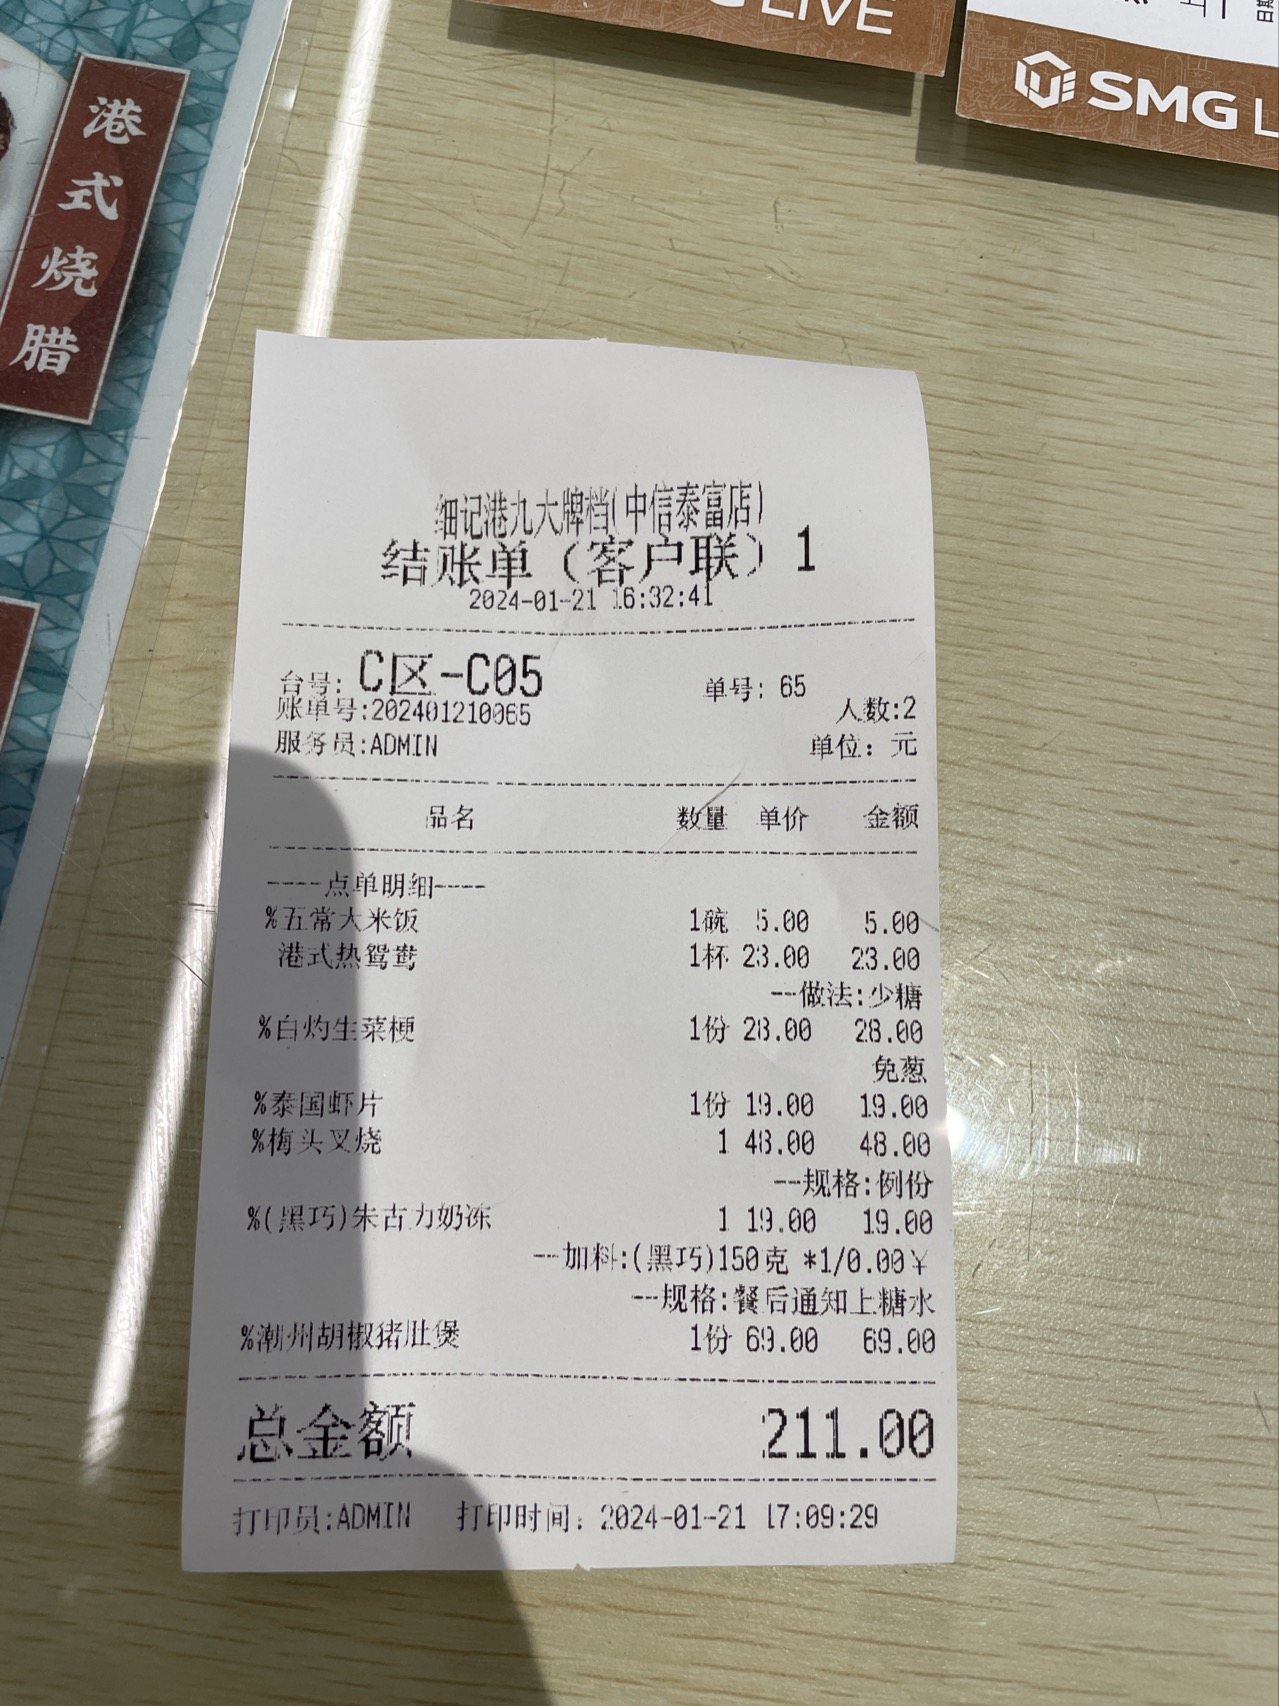 LIVE
SMG L
港式烧腊
细记港九大牌档(中信泰富店)
结账单（客户联）1
2024-01-21 16:32:41
台号: C区-C05 单号: 65
账单号:202401210065 人数:2
服务员:ADMIN 单位: 元
品名 数量 单价 金额
----点单明细----
%五常大米饭 1碗 5.00 5.00
港式热鸳鸯 1杯 23.00 23.00
--做法:少糖
%白灼生菜梗 1份 28.00 28.00
免葱
%泰国虾片 1份 19.00 19.00
%梅头叉烧 1 48.00 48.00
--规格:例份
%(黑巧)朱古力奶冻 1 19.00 19.00
--加料:(黑巧)150克 *1/0.00¥
--规格:餐后通知上糖水
%潮州胡椒猪肚煲 1份 69.00 69.00
总金额 211.00
打印员:ADMIN 打印时间: 2024-01-21 17:09:29